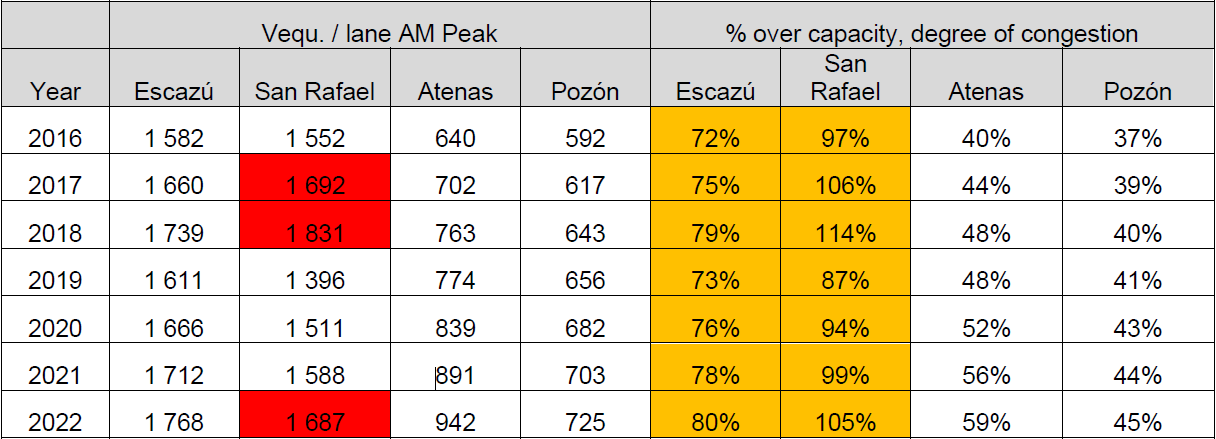 Vequ. / lane AM Peak % over capacity, degree of congestion
Year Escazú San Rafael Atenas Pozón Escazú San Rafael Atenas Pozón
2016 1 582 1 552 640 592 72% 97% 40% 37%
2017 1 660 1 692 702 617 75% 106% 44% 39%
2018 1 739 1 831 763 643 79% 114% 48% 40%
2019 1 611 1 396 774 656 73% 87% 48% 41%
2020 1 666 1 511 839 682 76% 94% 52% 43%
2021 1 712 1 588 891 703 78% 99% 56% 44%
2022 1 768 1 687 942 725 80% 105% 59% 45%